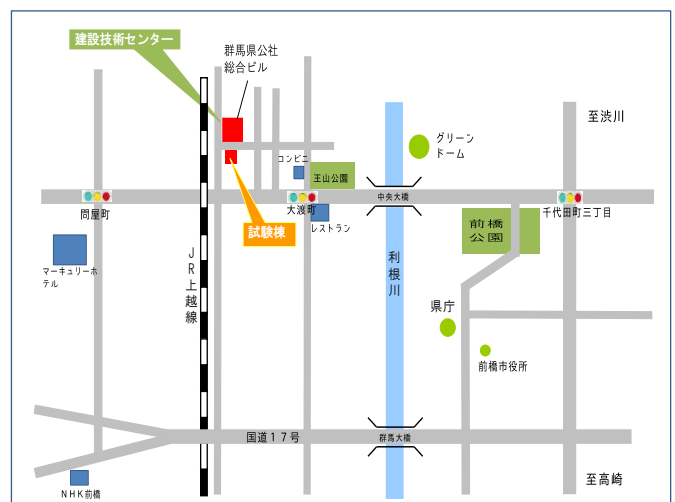 建設技術センター
群馬県公社
総合ビル
至渋川
グリーン
ドーム
コンビニ
王山公園
中央大橋
問屋町
大渡町
千代田町三丁目
レストラン
試験棟
前橋
公園
JR上越線
利根川
マーキュリーホ
テル
県庁
前橋市役所
国道17号
群馬大橋
至高崎
NHK前橋